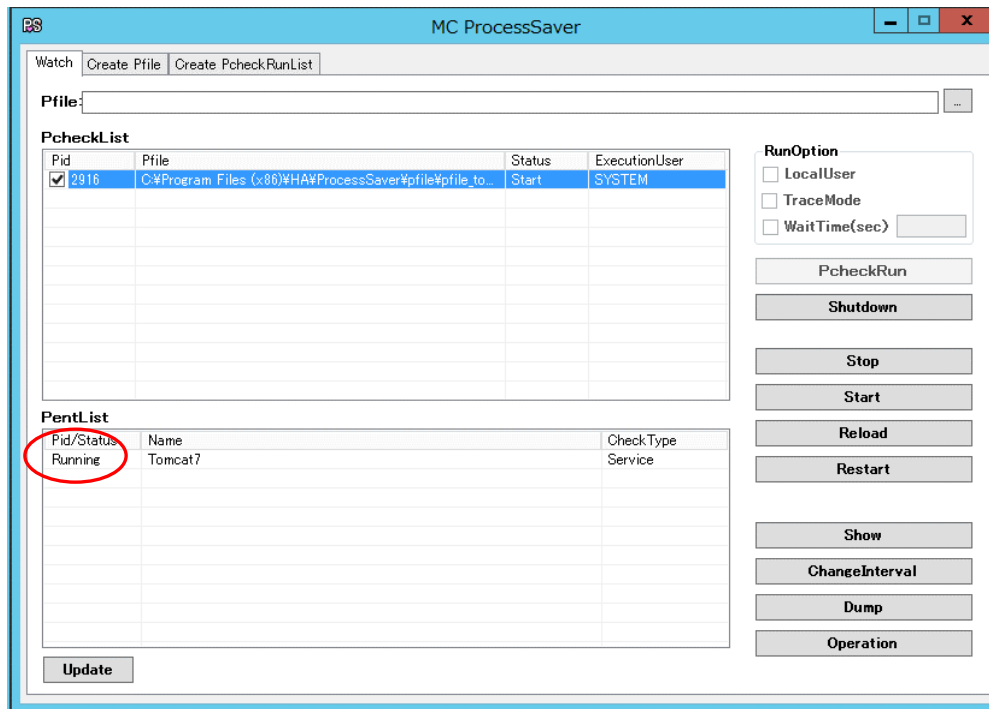 PS MC ProcessSaver
Watch Create Pfile Create PcheckRunList
Pfile: ...
PcheckList
Pid Pfile Status ExecutionUser
2916 C:¥Program Files (x86)¥HA¥ProcessSaver¥pfile¥pfile_to... Start SYSTEM
RunOption
LocalUser
TraceMode
WaitTime(sec)
PcheckRun
Shutdown
Stop
Start
Reload
Restart
PentList
Pid/Status Name CheckType
Running Tomcat7 Service
Show
ChangeInterval
Dump
Operation
Update